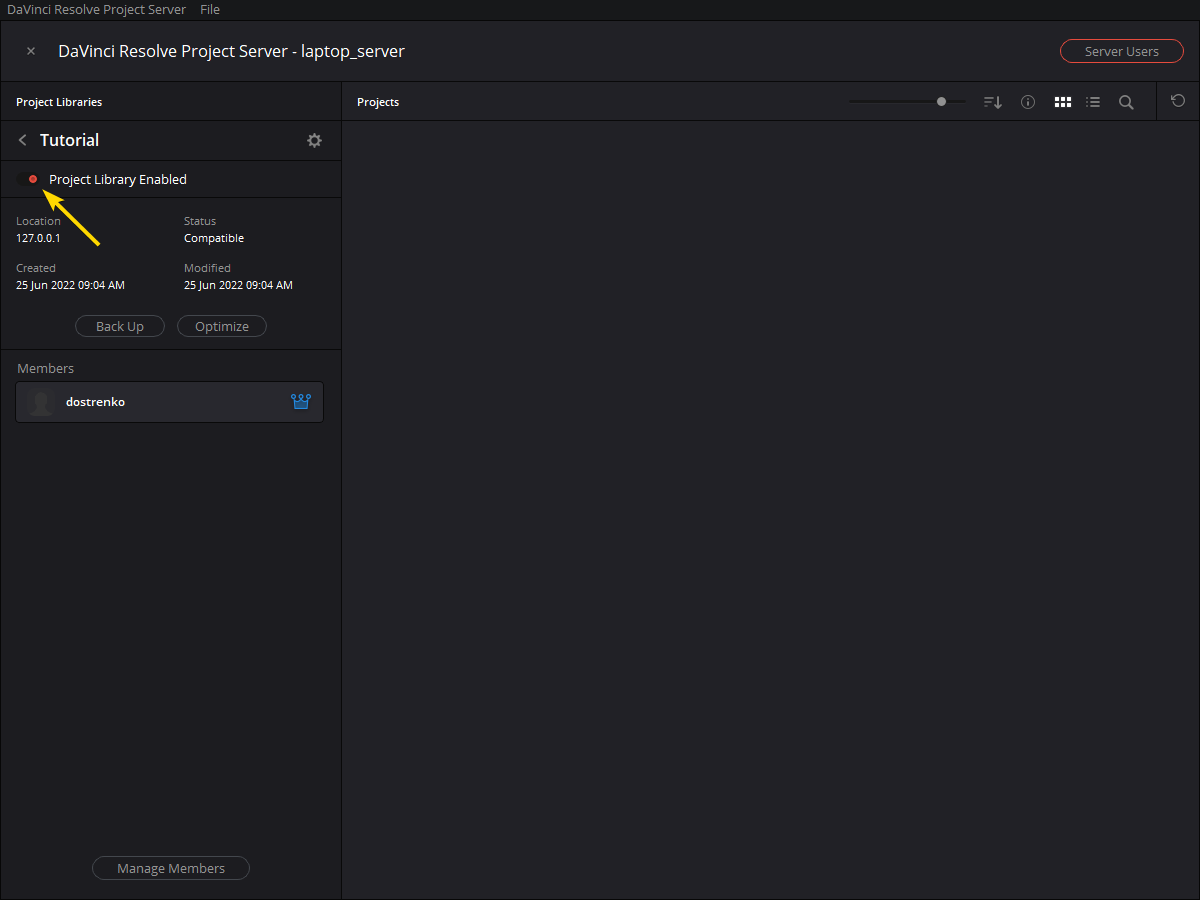 DaVinci Resolve Project Server File
DaVinci Resolve Project Server - laptop_server
Server Users
Project Libraries
Projects
Tutorial
Project Library Enabled
Location
Status
127.0.0.1
Compatible
Created
Modified
25 Jun 2022 09:04 AM
25 Jun 2022 09:04 AM
Back Up
Optimize
Members
dostrenko
Manage Members